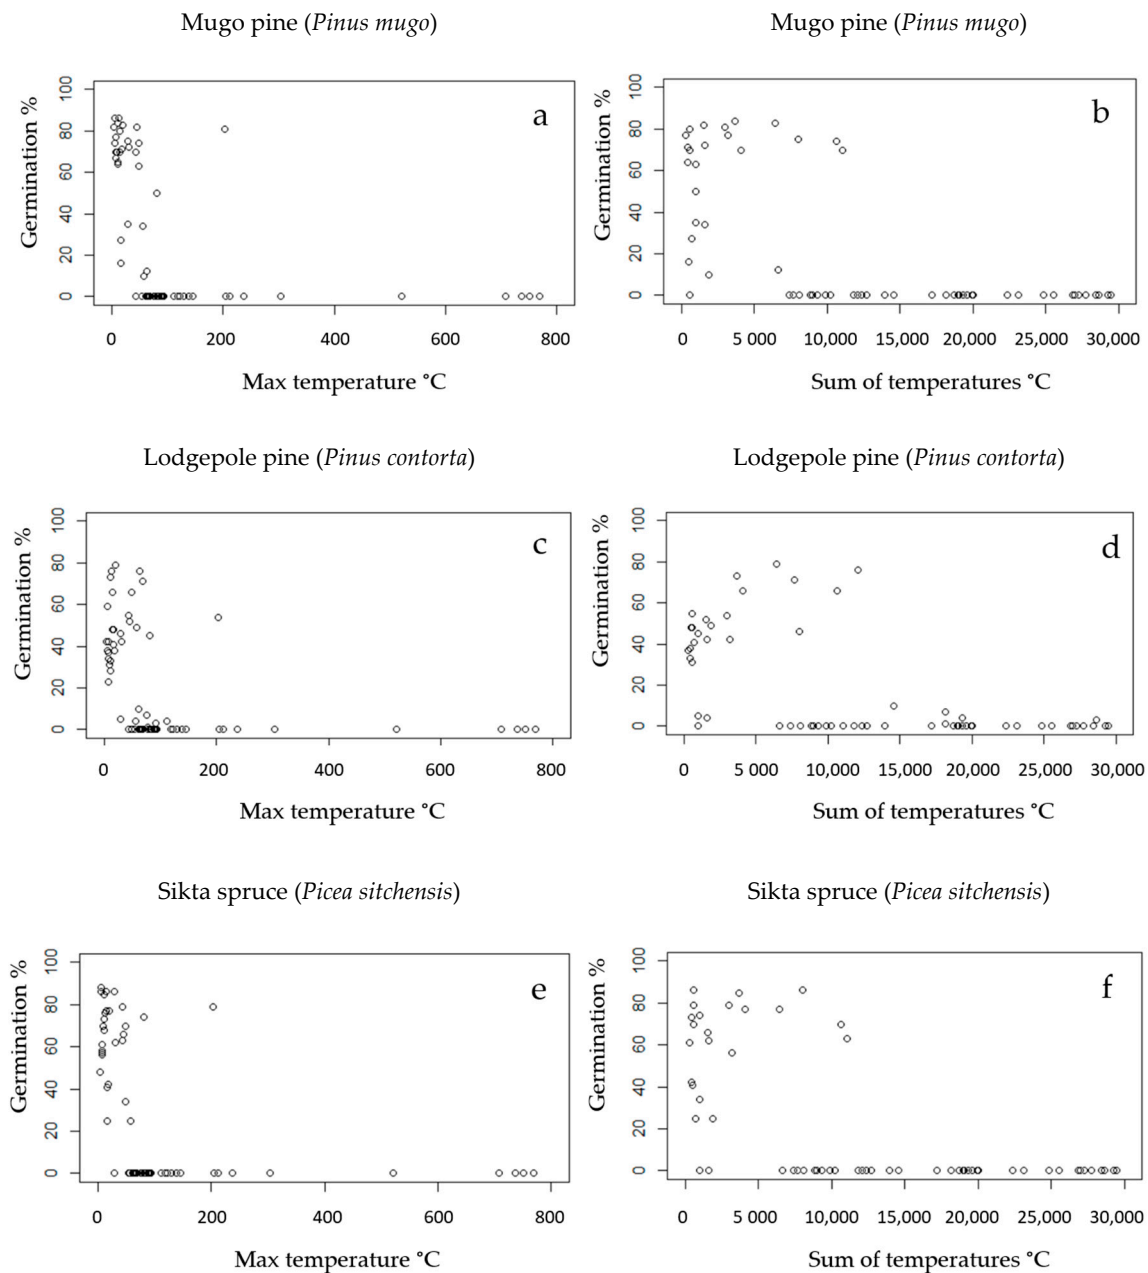 Mugo pine (Pinus mugo)
Mugo pine (Pinus mugo)
Germination %
100
80
60
40
20
0
a
0 200 400 600 800
Max temperature °C
Germination %
100
80
60
40
20
0
b
0 5 000 10,000 15,000 20,000 25,000 30,000
Sum of temperatures °C
Lodgepole pine (Pinus contorta)
Lodgepole pine (Pinus contorta)
Germination %
100
80
60
40
20
0
c
0 200 400 600 800
Max temperature °C
Germination %
100
80
60
40
20
0
d
0 5 000 10,000 15,000 20,000 25,000 30,000
Sum of temperatures °C
Sikta spruce (Picea sitchensis)
Sikta spruce (Picea sitchensis)
Germination %
100
80
60
40
20
0
e
0 200 400 600 800
Max temperature °C
Germination %
100
80
60
40
20
0
f
0 5 000 10,000 15,000 20,000 25,000 30,000
Sum of temperatures °C